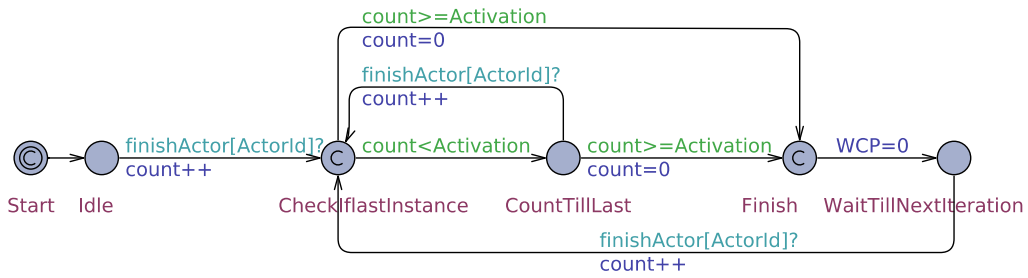 count>=Activation
count=0
finishActor[ActorId]?
count++
finishActor[ActorId]?
count++
C
C
count<Activation
count>=Activation
count=0
C
WCP=0
Start
Idle
CheckIflastInstance
CountTillLast
Finish
WaitTillNextIteration
finishActor[ActorId]?
count++